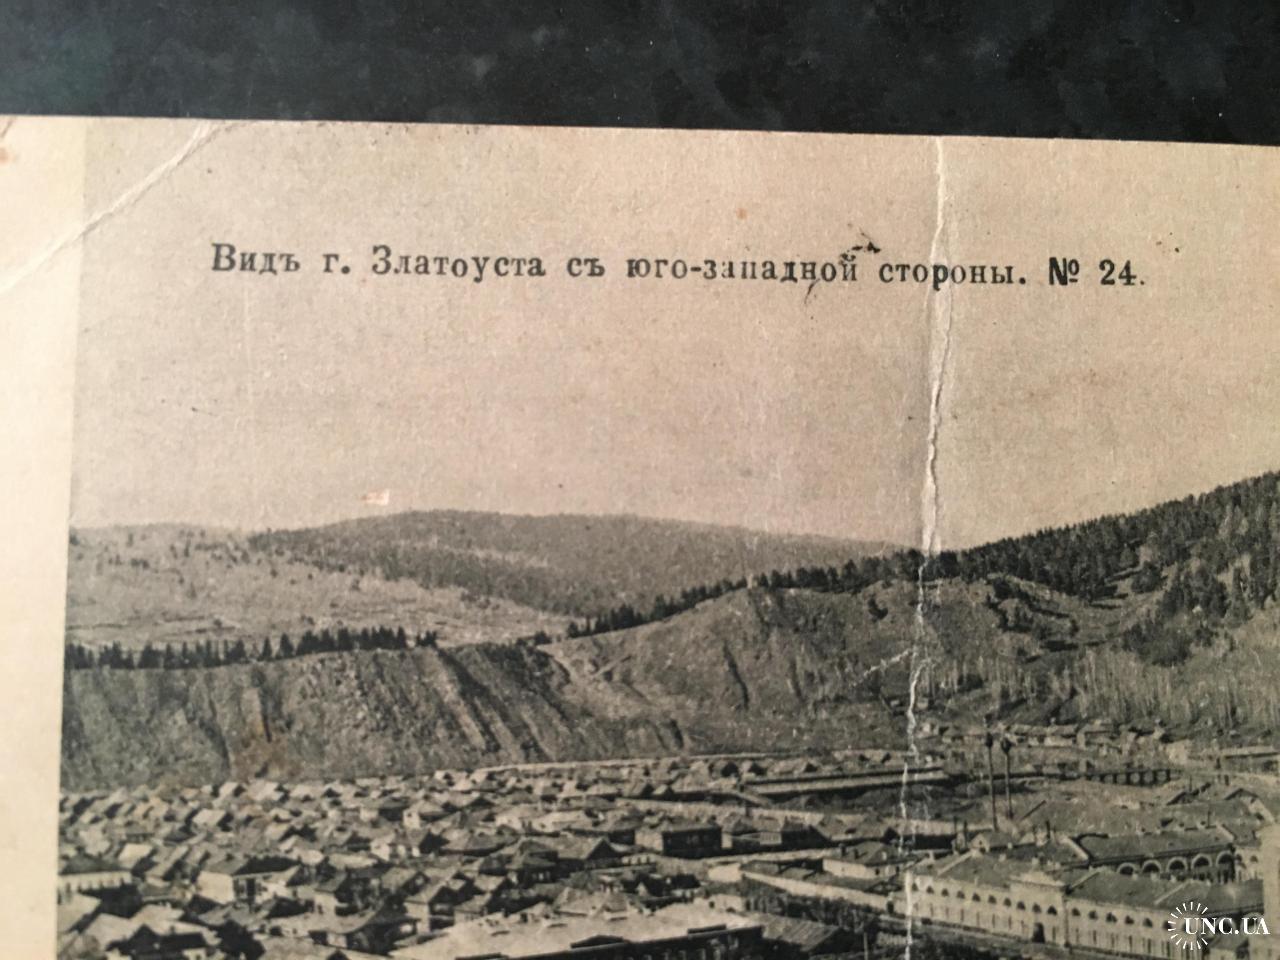 Видъ г. Златоуста съ юго-западной стороны. № 24.
UNC.UA